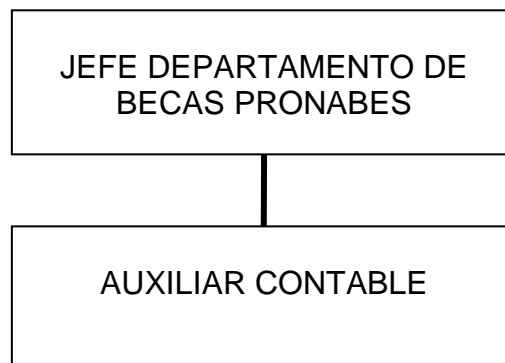 JEFE DEPARTAMENTO DE
BECAS PRONABES
AUXILIAR CONTABLE